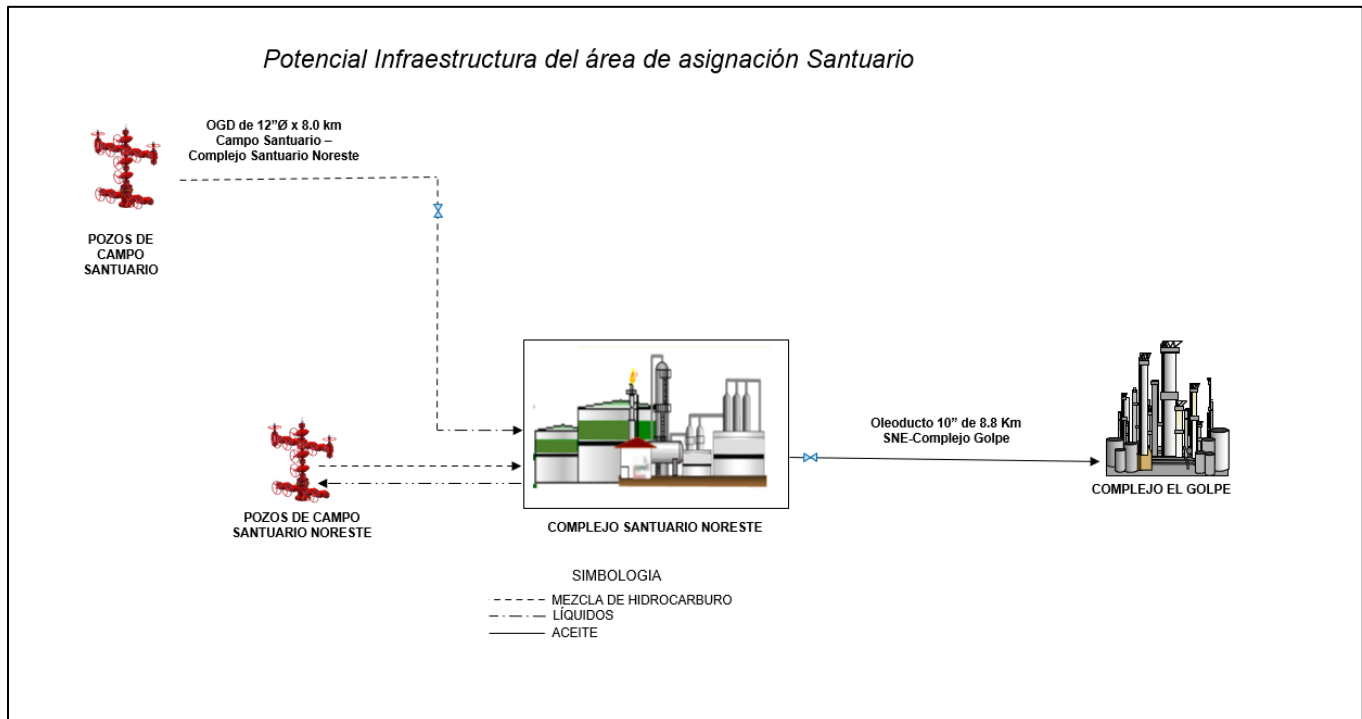 Potencial Infraestructura del área de asignación Santuario
OGD de 12”Ø x 8.0 km
Campo Santuario –
Complejo Santuario Noreste
POZOS DE
CAMPO
SANTUARIO
Oleoducto 10” de 8.8 Km
SNE-Complejo Golpe
COMPLEJO EL GOLPE
POZOS DE CAMPO
SANTUARIO NORESTE
COMPLEJO SANTUARIO NORESTE
SIMBOLOGIA
MEZCLA DE HIDROCARBURO
LÍQUIDOS
ACEITE